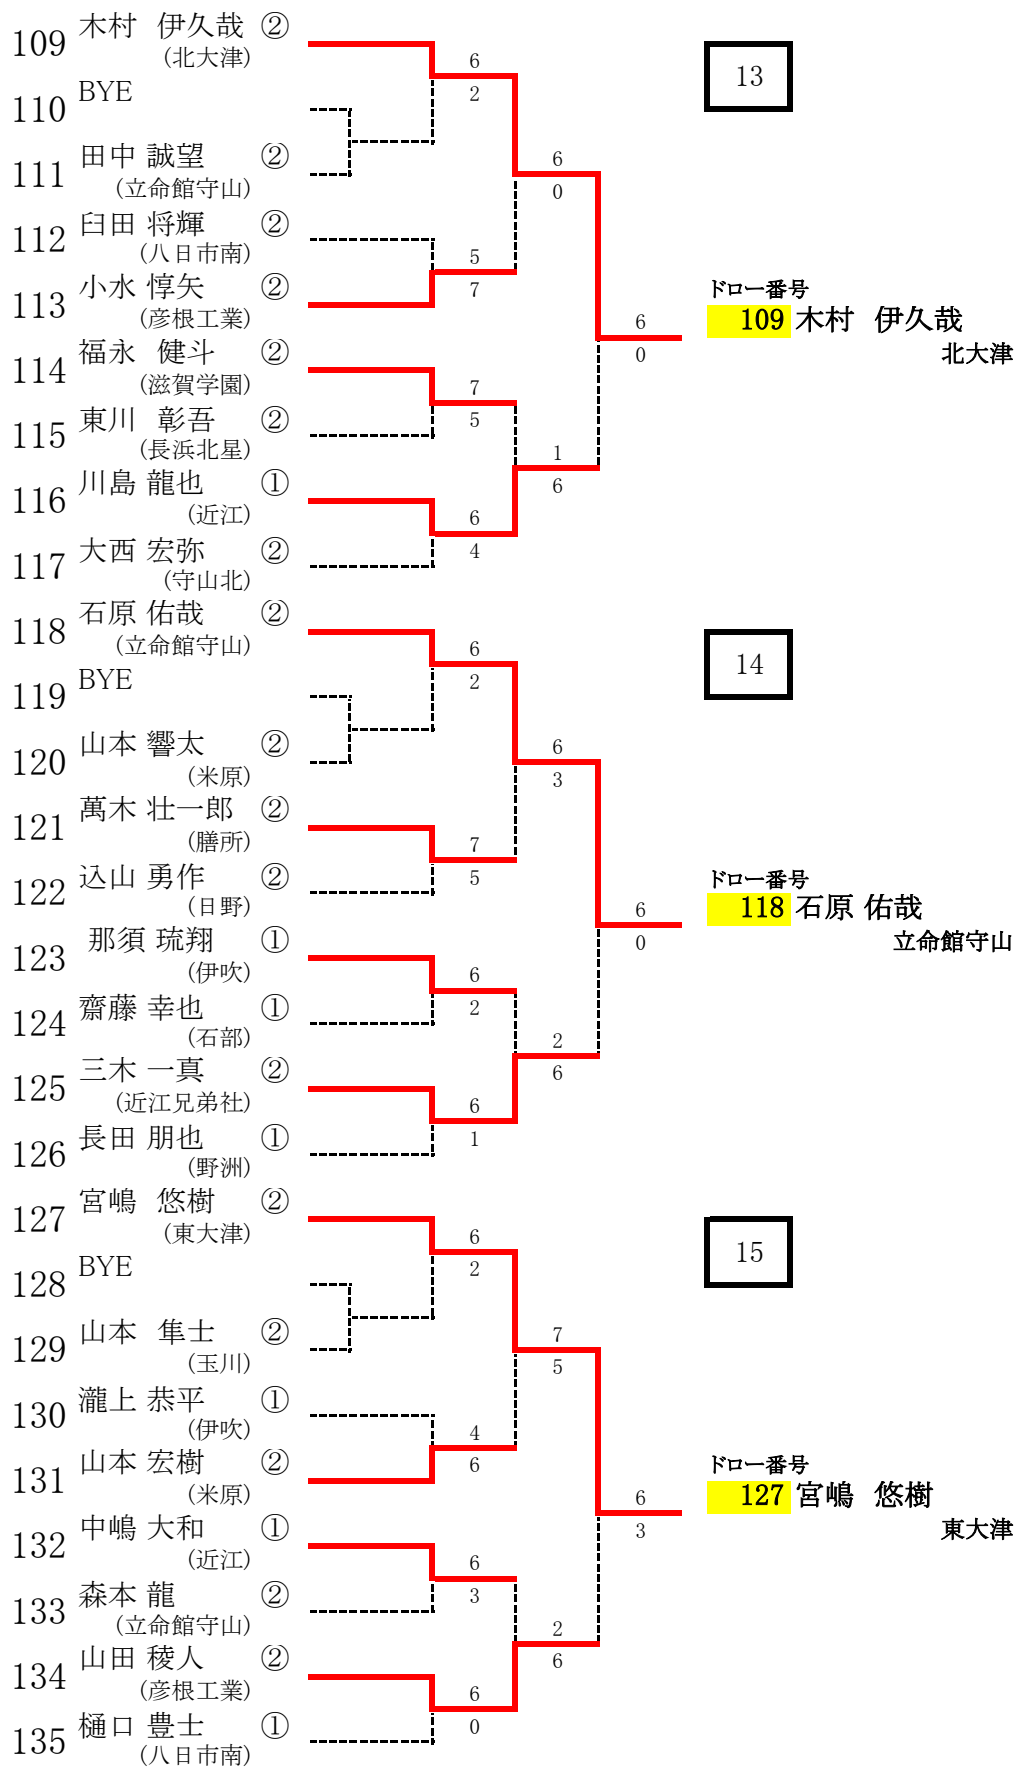 109 木村 伊久哉 ②
(北大津)
110 BYE
111 田中 誠望 ②
(立命館守山)
112 臼田 将輝 ②
(八日市南)
113 小水 惇矢 ②
(彦根工業)
114 福永 健斗 ②
(滋賀学園)
115 東川 彰吾 ②
(長浜北星)
116 川島 龍也 ①
(近江)
117 大西 宏弥 ②
(守山北)
6
2
5
7
7
5
6
4
6
0
1
6
6
0
13
ドロー番号
109 木村 伊久哉
北大津
118 石原 佑哉 ②
(立命館守山)
119 BYE
120 山本 響太 ②
(米原)
121 萬木 壮一郎 ②
(膳所)
122 込山 勇作 ②
(日野)
123 那須 琉翔 ①
(伊吹)
124 齋藤 幸也 ①
(石部)
125 三木 一真 ②
(近江兄弟社)
126 長田 朋也 ①
(野洲)
6
2
7
5
6
2
6
1
6
3
2
6
6
0
14
ドロー番号
118 石原 佑哉
立命館守山
127 宮嶋 悠樹 ②
(東大津)
128 BYE
129 山本 隼士 ②
(玉川)
130 瀧上 恭平 ①
(伊吹)
131 山本 宏樹 ②
(米原)
132 中嶋 大和 ①
(近江)
133 森本 龍 ②
(立命館守山)
134 山田 稜人 ②
(彦根工業)
135 樋口 豊士 ①
(八日市南)
6
2
4
6
6
3
6
0
7
5
2
6
6
3
15
ドロー番号
127 宮嶋 悠樹
東大津